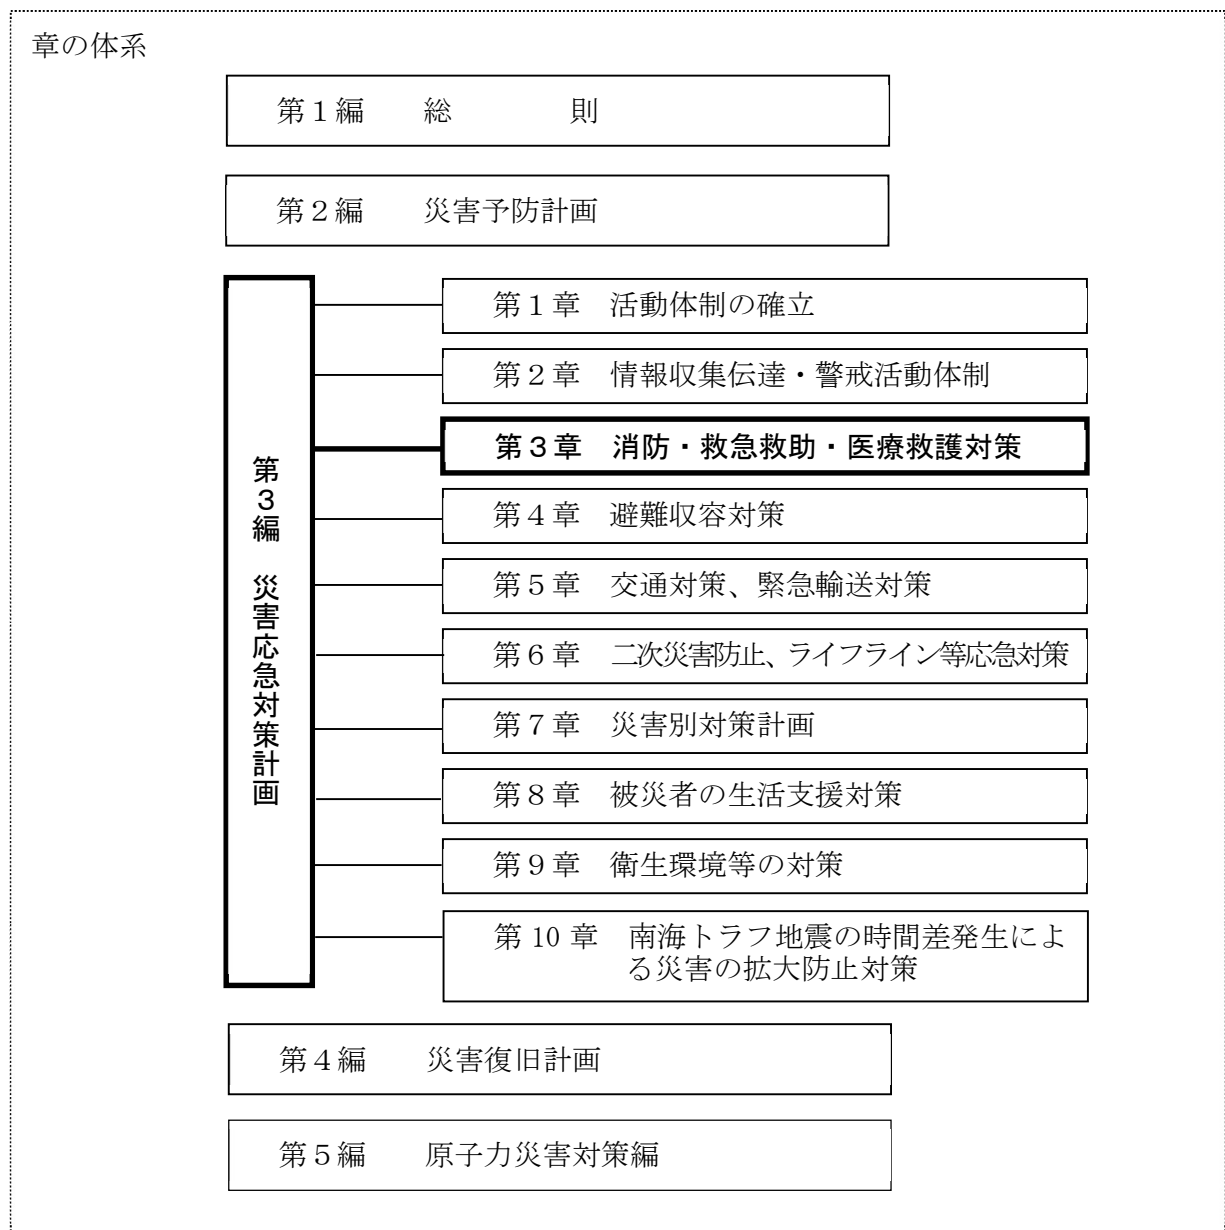 章の体系
第１編　　総　　　則
第２編　　災害予防計画
第３編　災害応急対策計画
第１章　活動体制の確立
第２章　情報収集伝達・警戒活動体制
第３章　消防・救急救助・医療救護対策
第４章　避難収容対策
第５章　交通対策、緊急輸送対策
第６章　二次災害防止、ライフライン等応急対策
第７章　災害別対策計画
第８章　被災者の生活支援対策
第９章　衛生環境等の対策
第 10 章　南海トラフ地震の時間差発生によ
る災害の拡大防止対策
第４編　　災害復旧計画
第５編　　原子力災害対策編